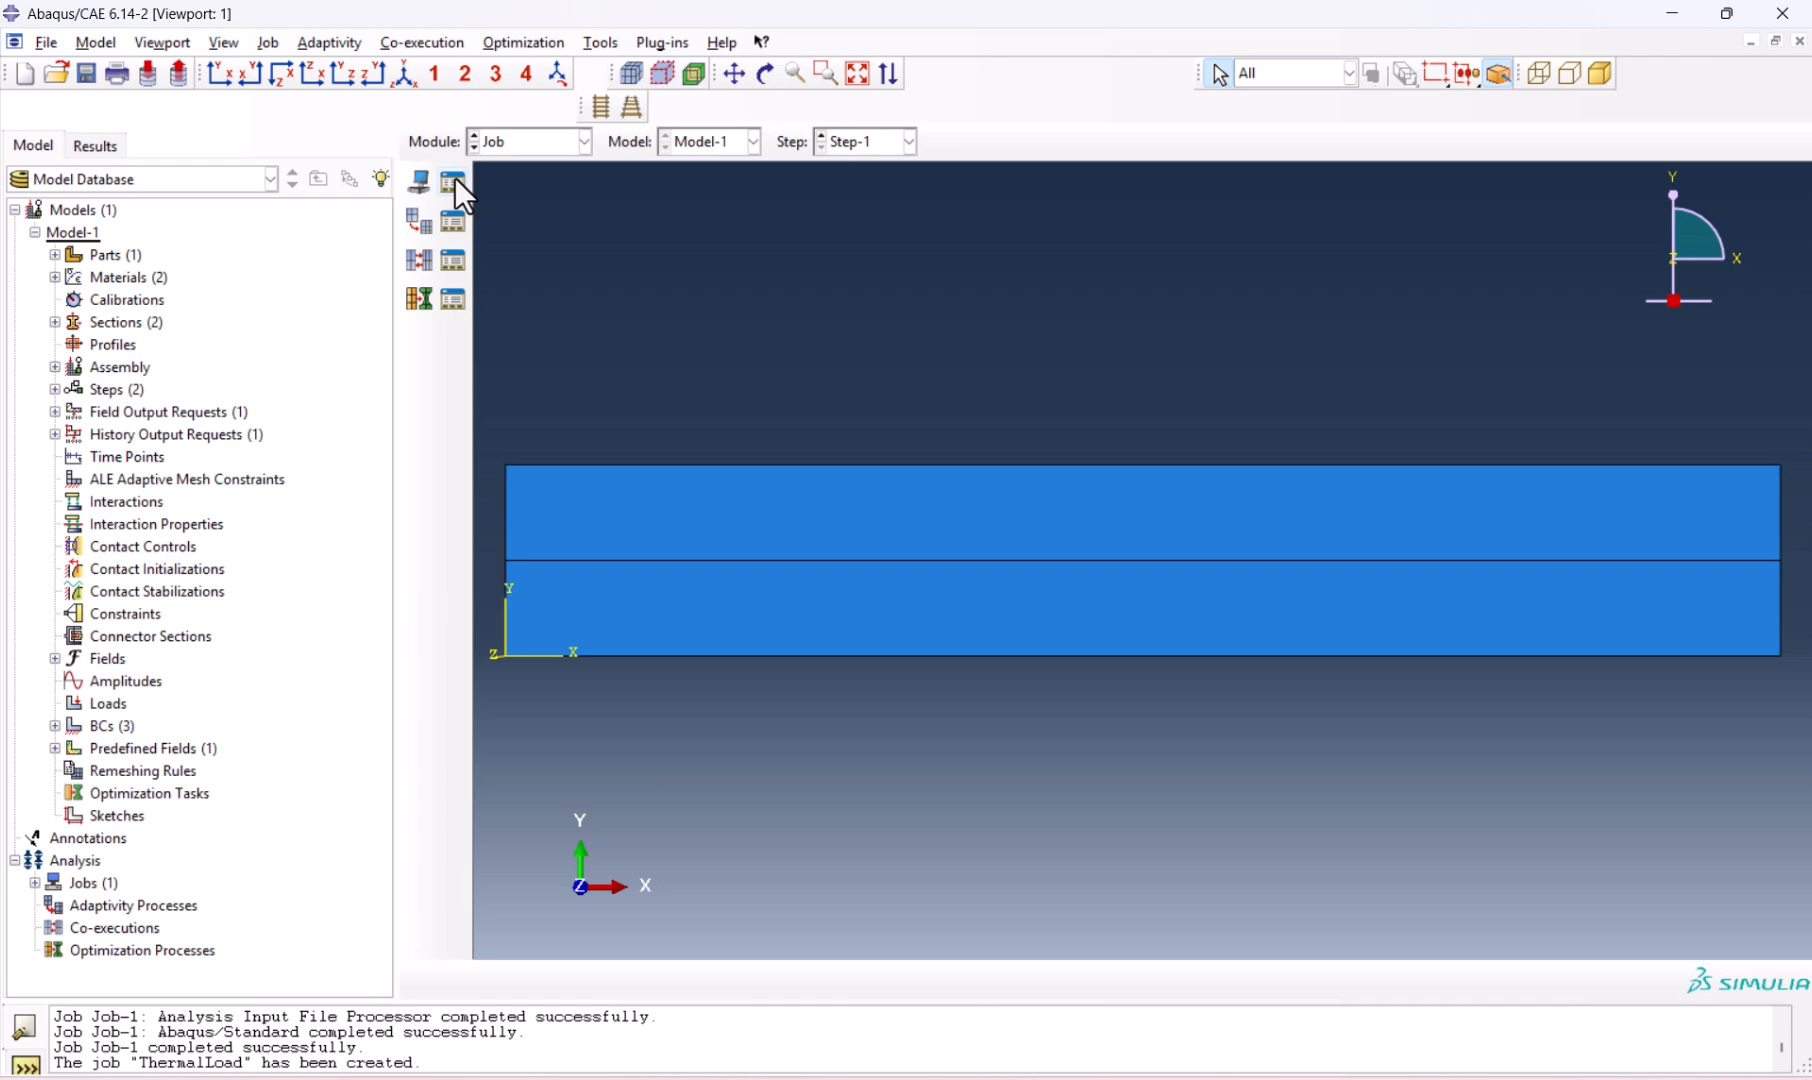 Abaqus/CAE 6.14-2 [Viewport: 1]
File Model Viewport View Job Adaptivity Co-execution Optimization Tools Plug-ins Help
1 2 3 4
All
Model Results
Module: Job Model: Model-1 Step: Step-1
Model Database
Models (1)
Model-1
Parts (1)
Materials (2)
Calibrations
Sections (2)
Profiles
Assembly
Steps (2)
Field Output Requests (1)
History Output Requests (1)
Time Points
ALE Adaptive Mesh Constraints
Interactions
Interaction Properties
Contact Controls
Contact Initializations
Contact Stabilizations
Constraints
Connector Sections
Fields
Amplitudes
Loads
BCs (3)
Predefined Fields (1)
Remeshing Rules
Optimization Tasks
Sketches
Annotations
Analysis
Jobs (1)
Adaptivity Processes
Co-executions
Optimization Processes
Y
Z X
Y
Z X
Y
Z X
SIMULIA
Job Job-1: Analysis Input File Processor completed successfully.
Job Job-1: Abaqus/Standard completed successfully.
Job Job-1 completed successfully.
The job "ThermalLoad" has been created.
>>>